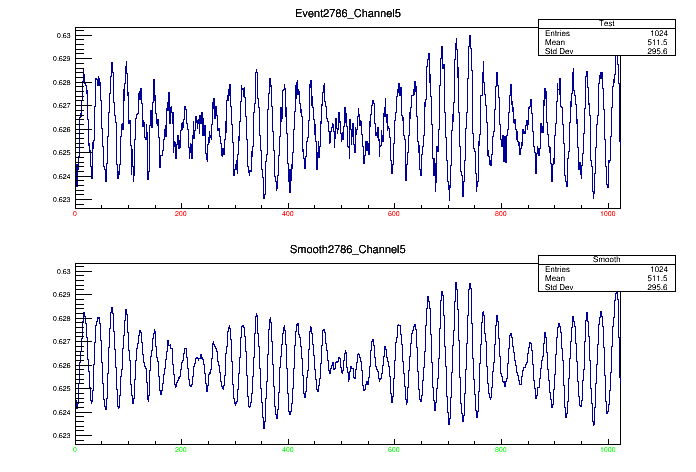 Event2786_Channel5
Test
Entries 1024
Mean 511.5
Std Dev 295.6
0.63
0.629
0.628
0.627
0.626
0.625
0.624
0.623
0 200 400 600 800 1000
Smooth2786_Channel5
Smooth
Entries 1024
Mean 511.5
Std Dev 295.6
0.63
0.629
0.628
0.627
0.626
0.625
0.624
0.623
0 200 400 600 800 1000